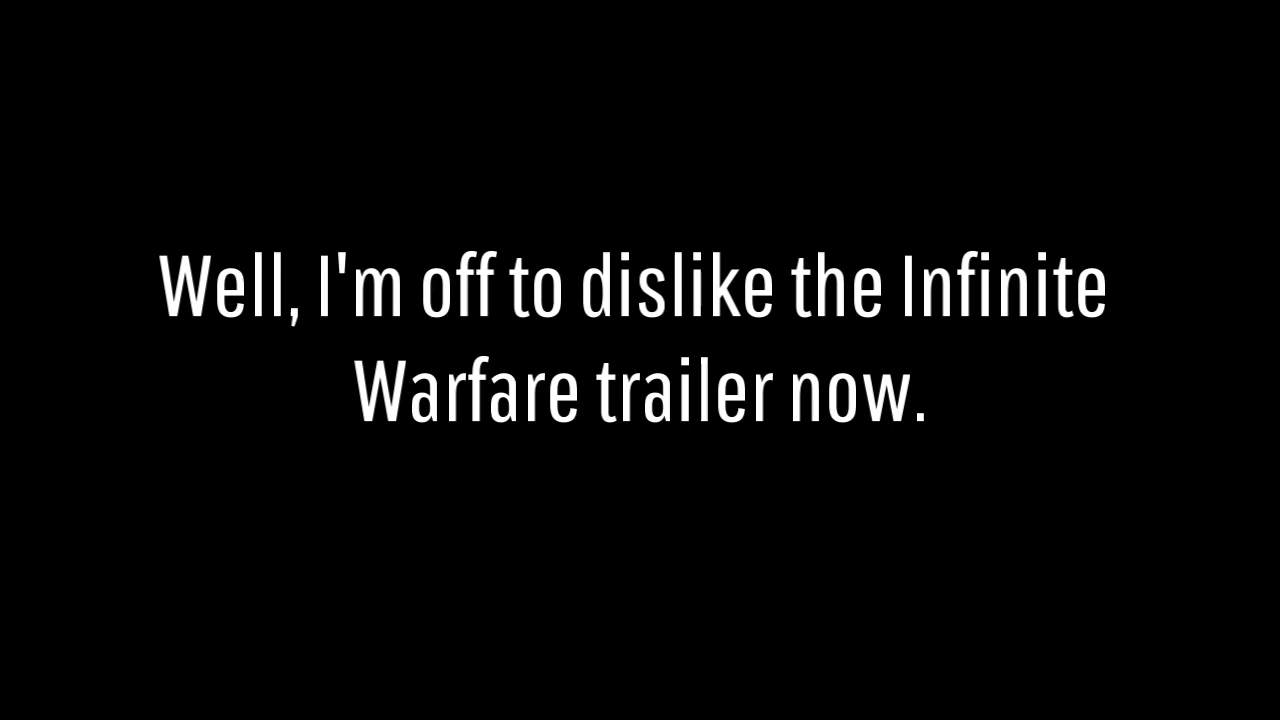 Well, I'm off to dislike the Infinite
Warfare trailer now.